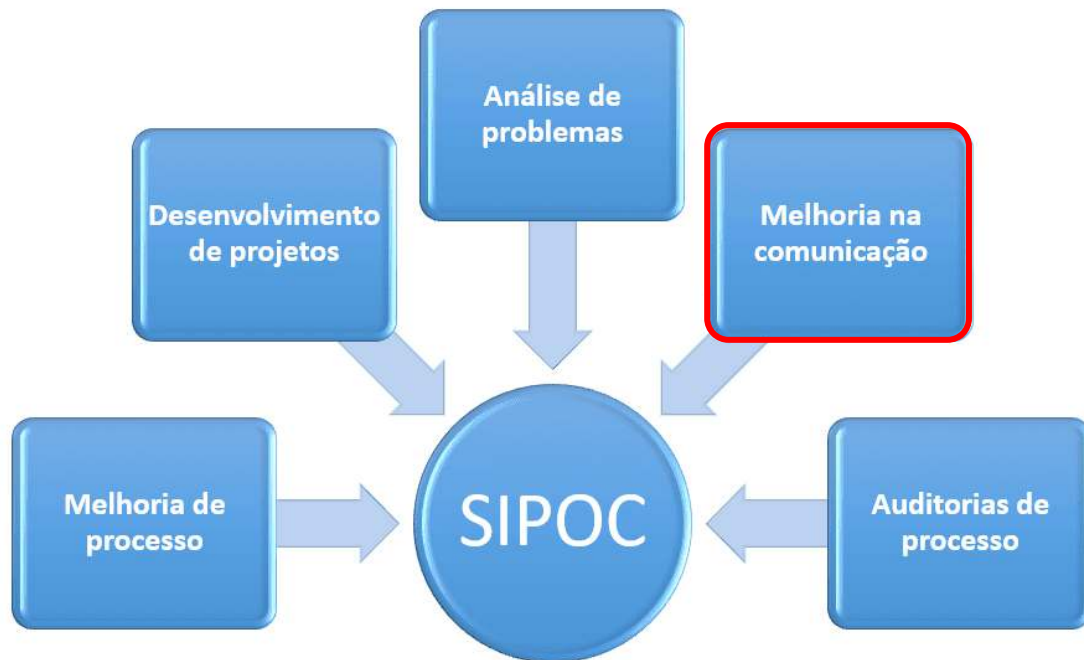 Análise de
problemas
Desenvolvimento
de projetos
Melhoria na
comunicação
Melhoria de
processo
SIPOC
Auditorias de
processo